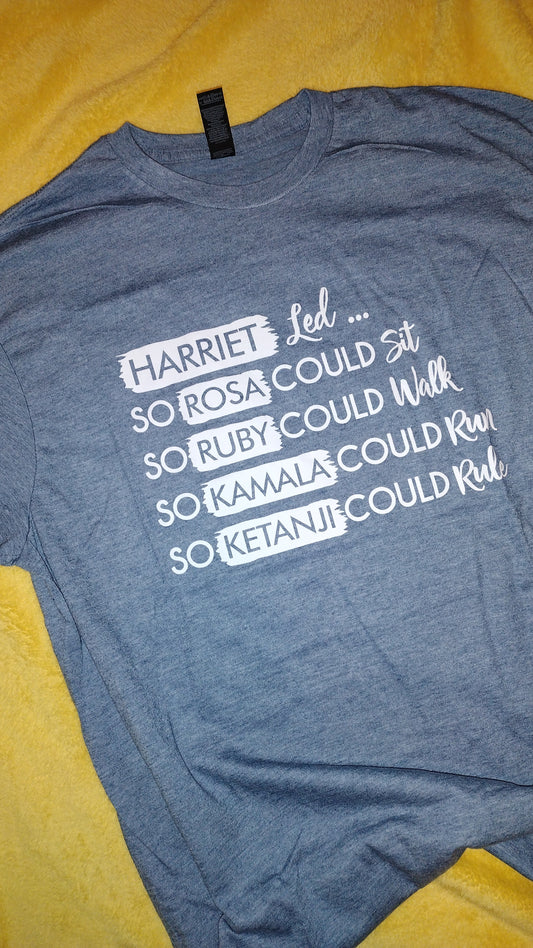 HARRIET Led ...
SO ROSA COULD Sit
SO RUBY COULD Walk
SO KAMALA COULD Run
SO KETANJI COULD Rule